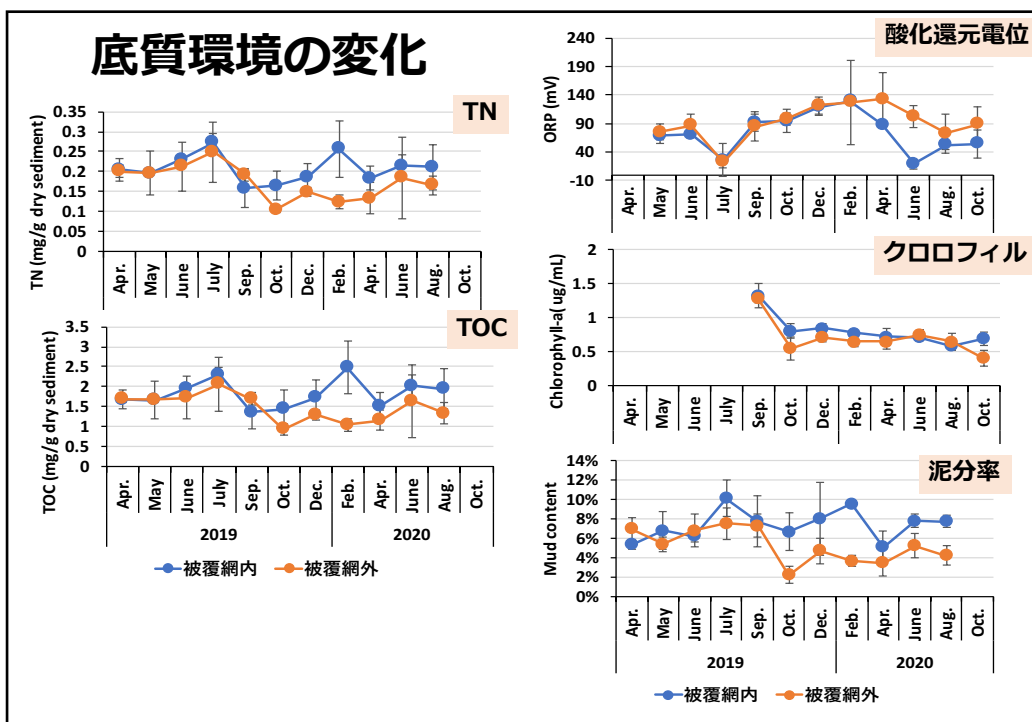 底質環境の変化
TN
TN (mg/g dry sediment)
0.35
0.3
0.25
0.2
0.15
0.1
0.05
0
Apr.
May
June
July
Sep.
Oct.
Dec.
Feb.
Apr.
June
Aug.
Oct.
TOC
TOC (mg/g dry sediment)
3.5
3
2.5
2
1.5
1
0.5
0
Apr.
May
June
July
Sep.
Oct.
Dec.
Feb.
Apr.
June
Aug.
Oct.
2019
2020
被覆網内
被覆網外
酸化還元電位
ORP (mV)
240
190
140
90
40
-10
Apr.
May
June
July
Sep.
Oct.
Dec.
Feb.
Apr.
June
Aug.
Oct.
クロロフィル
Chlorophyll-a( ug/mL)
2
1.5
1
0.5
0
Apr.
May
June
July
Sep.
Oct.
Dec.
Feb.
Apr.
June
Aug.
Oct.
泥分率
Mud content
14%
12%
10%
8%
6%
4%
2%
0%
Apr.
May
June
July
Sep.
Oct.
Dec.
Feb.
Apr.
June
Aug.
Oct.
2019
2020
被覆網内
被覆網外